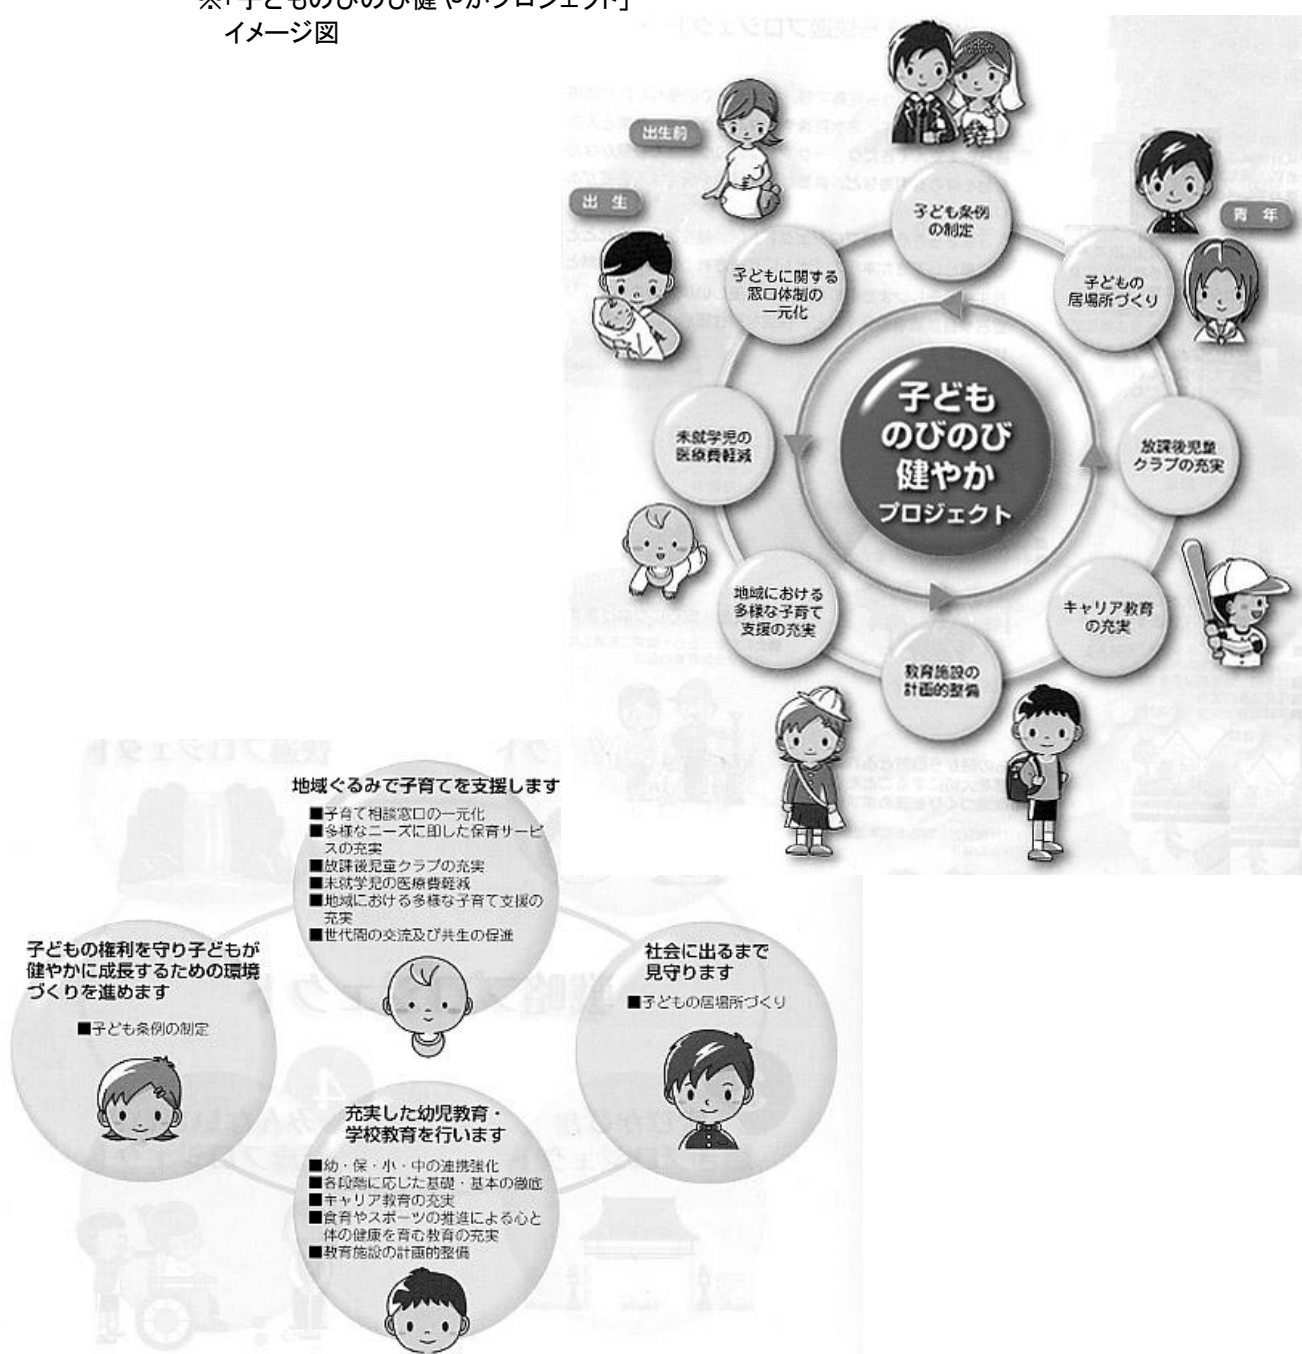 ※「子どものびのび健やかプロジェクト」
イメージ図
出生前
出 生
青 年
子ども条例
の制定
子どもに関する
窓口体制の
一元化
子どもの
居場所づくり
未就学児の
医療費軽減
子ども
のびのび
健やか
プロジェクト
放課後児童
クラブの充実
地域における
多様な子育て
支援の充実
キャリア教育
の充実
教育施設の
計画的整備
地域ぐるみで子育てを支援します
■子育て相談窓口の一元化
■多様なニーズに即した保育サービ
スの充実
■放課後児童クラブの充実
■未就学児の医療費軽減
■地域における多様な子育て支援の
充実
■世代間の交流及び共生の促進
子どもの権利を守り子どもが
健やかに成長するための環境
づくりを進めます
■子ども条例の制定
社会に出るまで
見守ります
■子どもの居場所づくり
充実した幼児教育・
学校教育を行います
■幼・保・小・中の連携強化
■各段階に応じた基礎・基本の徹底
■キャリア教育の充実
■食育やスポーツの推進による心と
体の健康を育む教育の充実
■教育施設の計画的整備